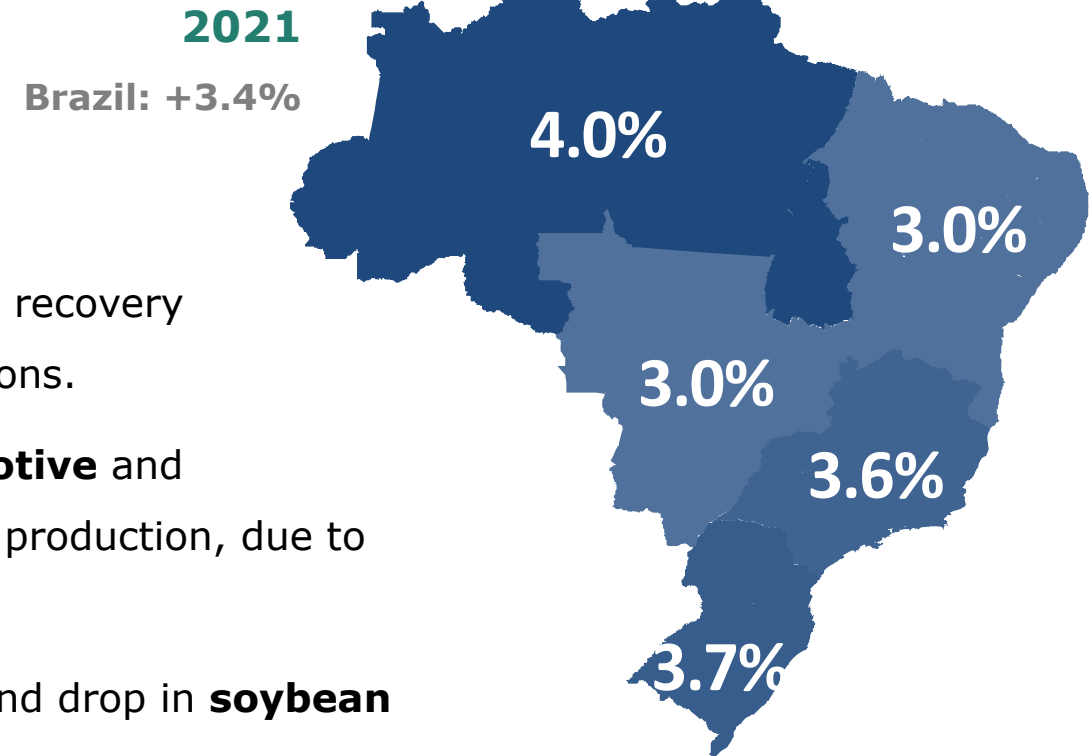 2021
Brazil: +3.4%
4.0%
3.0%
recovery
3.0%
ons.
3.6%
otive and
production, due to
3.7%
nd drop in soybean